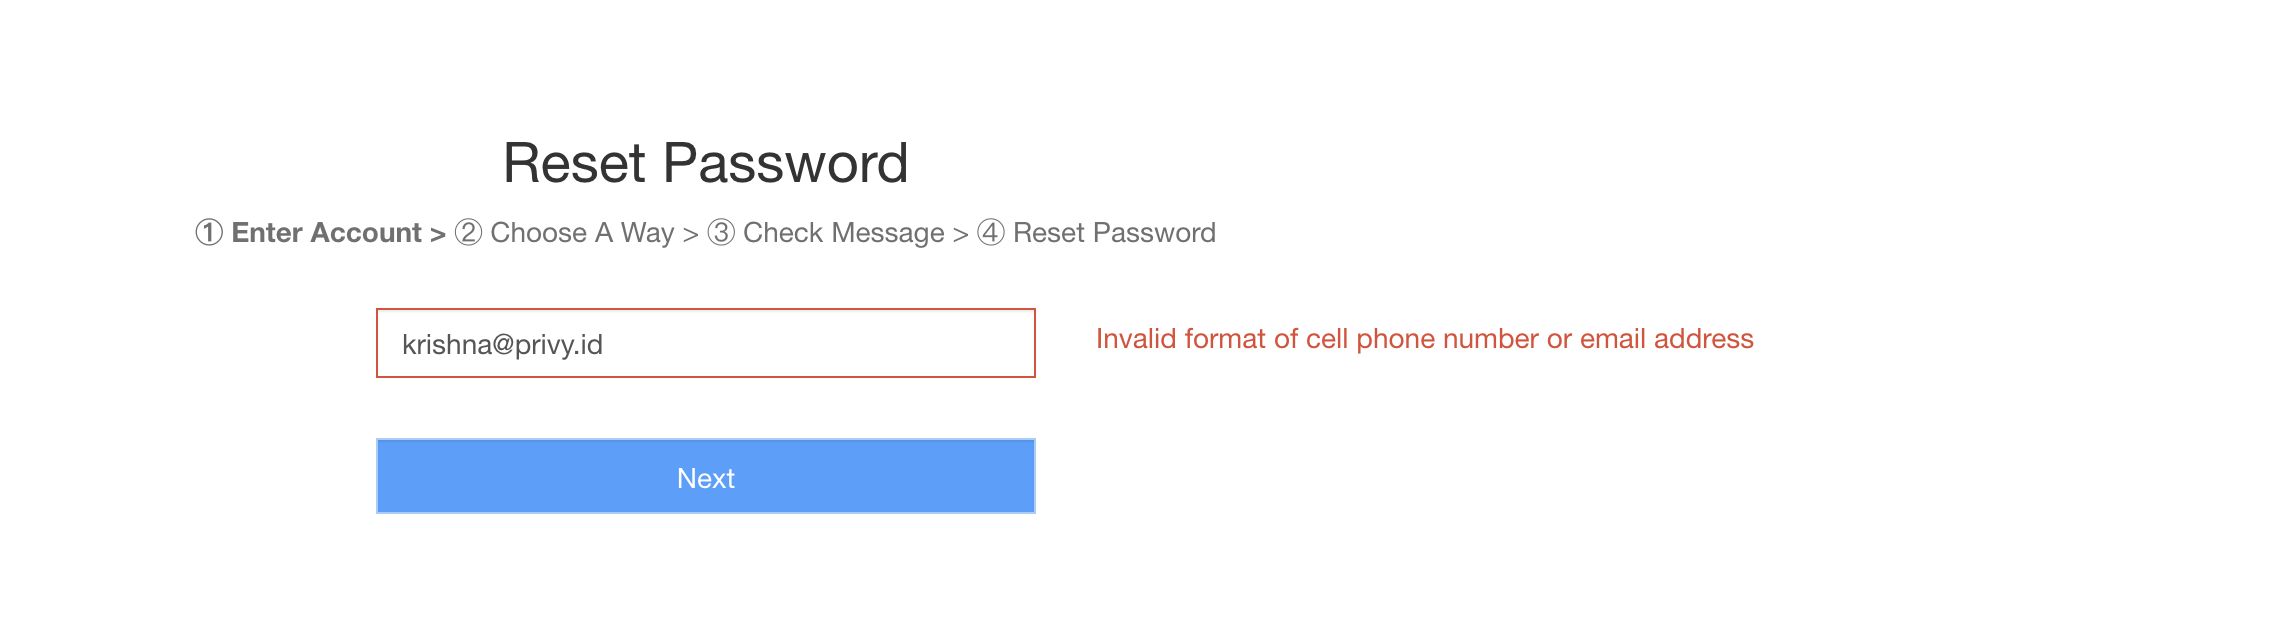 Reset Password
① Enter Account > ② Choose A Way > ③ Check Message > ④ Reset Password
krishna@privy.id
Invalid format of cell phone number or email address
Next